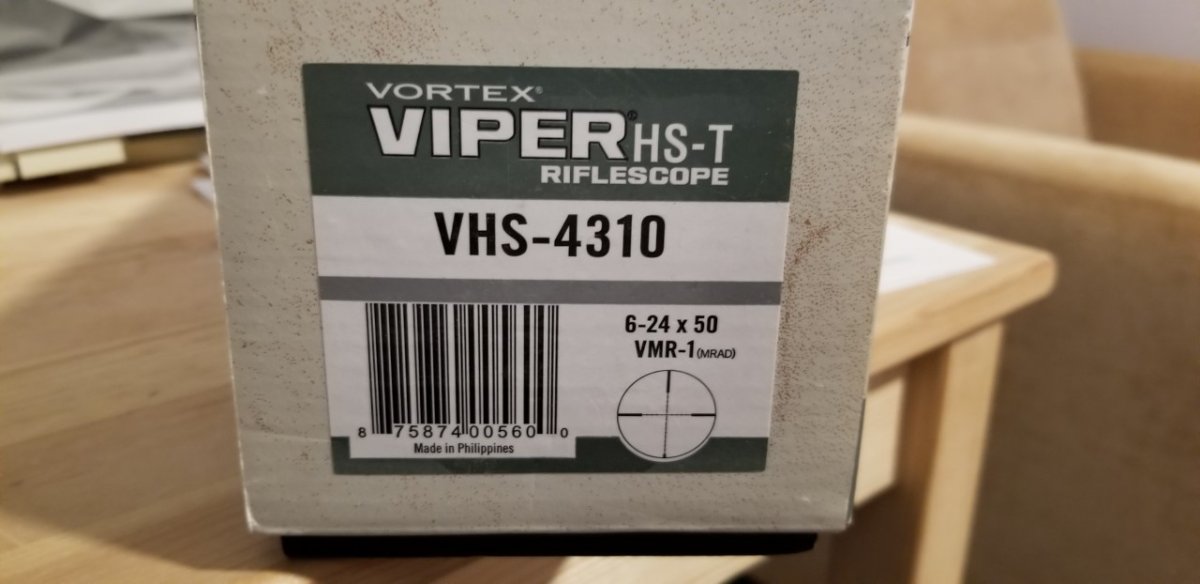 VORTEX®
VIPER® HS-T
RIFLESCOPE
VHS-4310
6-24 x 50
VMR-1 (MRAD)
8 75874 00560 0
Made in Philippines